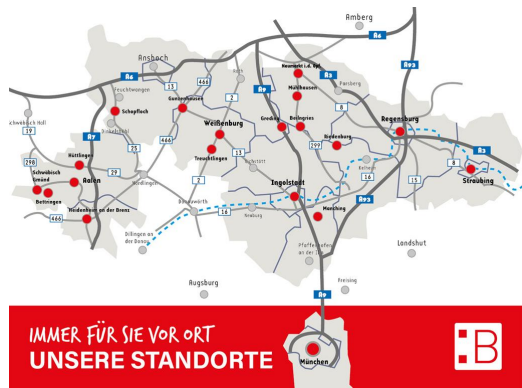 Amberg
A6
Ansbach
A6
Neumarkt i.d. Opf.
A3
A93
466
Roth
Feuchtwangen
13
Gunzenhausen
2
A9
Mühlhausen
Parsberg
Schopfloch
8
Regensburg
Schwäbisch Hall
Weißenburg
Greding
Beilngries
19
A7
Dinkelsbühl
466
Riedenburg
25
Treuchtlingen
13
299
A3
298
Hüttlingen
Eichstätt
Kelheim
8
Schwäbisch
Gmünd
Aalen
29
Nördlingen
2
Ingolstadt
16
15
Straubing
Bettringen
Heidenheim an der Brenz
Donauwörth
16
Neuburg
Manching
A93
466
Dillingen an
der Donau
Pfaffenhofen
an der Ilm
Landshut
Augsburg
Freising
A9
IMMER FÜR SIE VOR ORT
UNSERE STANDORTE
München
:B